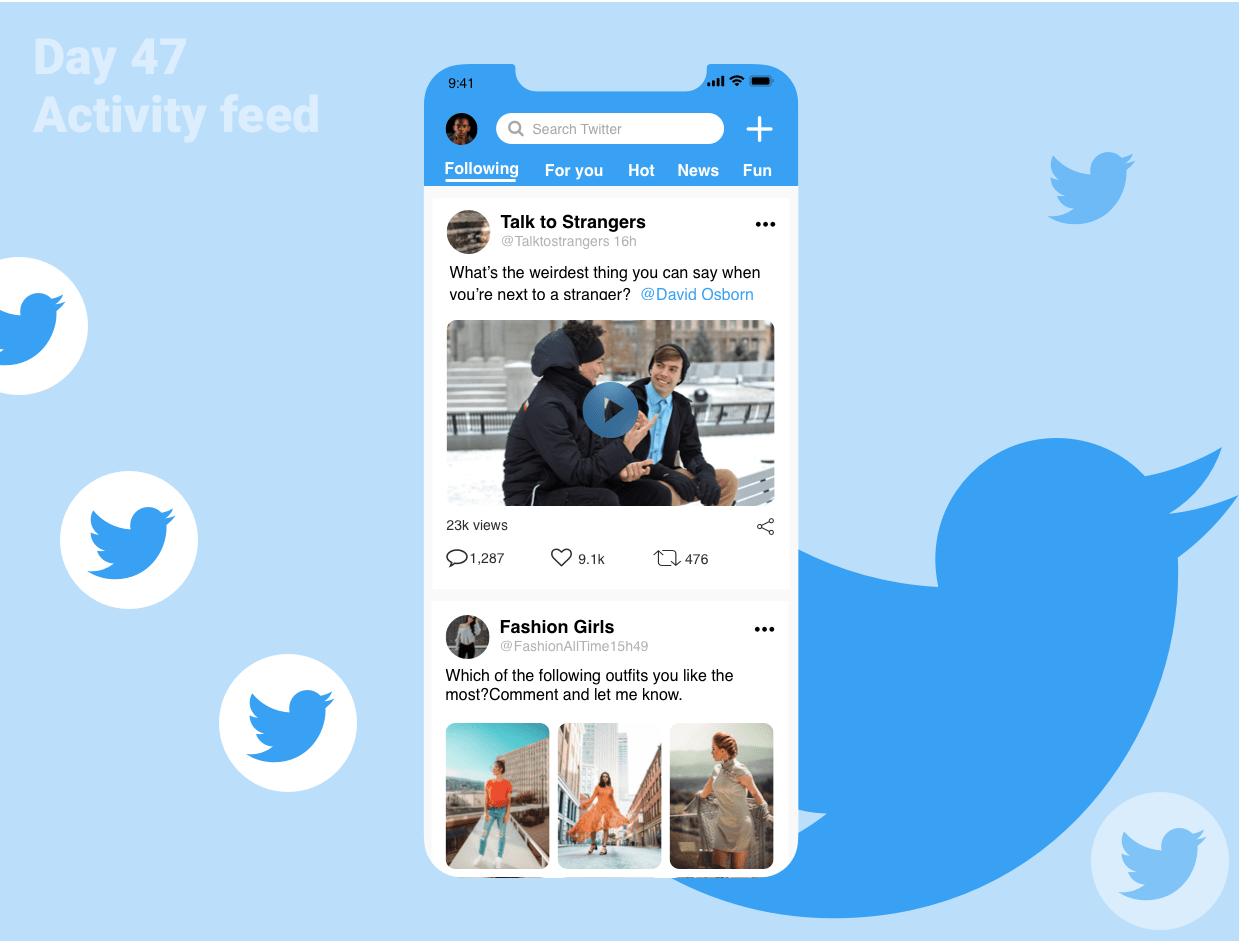 Day 47
Activity feed
9:41
Search Twitter
Following For you Hot News Fun
Talk to Strangers
@Talktostrangers 16h
What’s the weirdest thing you can say when
you’re next to a stranger? @David Osborn
23k views
1,287 9.1k 476
Fashion Girls
@FashionAllTime15h49
Which of the following outfits you like the
most?Comment and let me know.